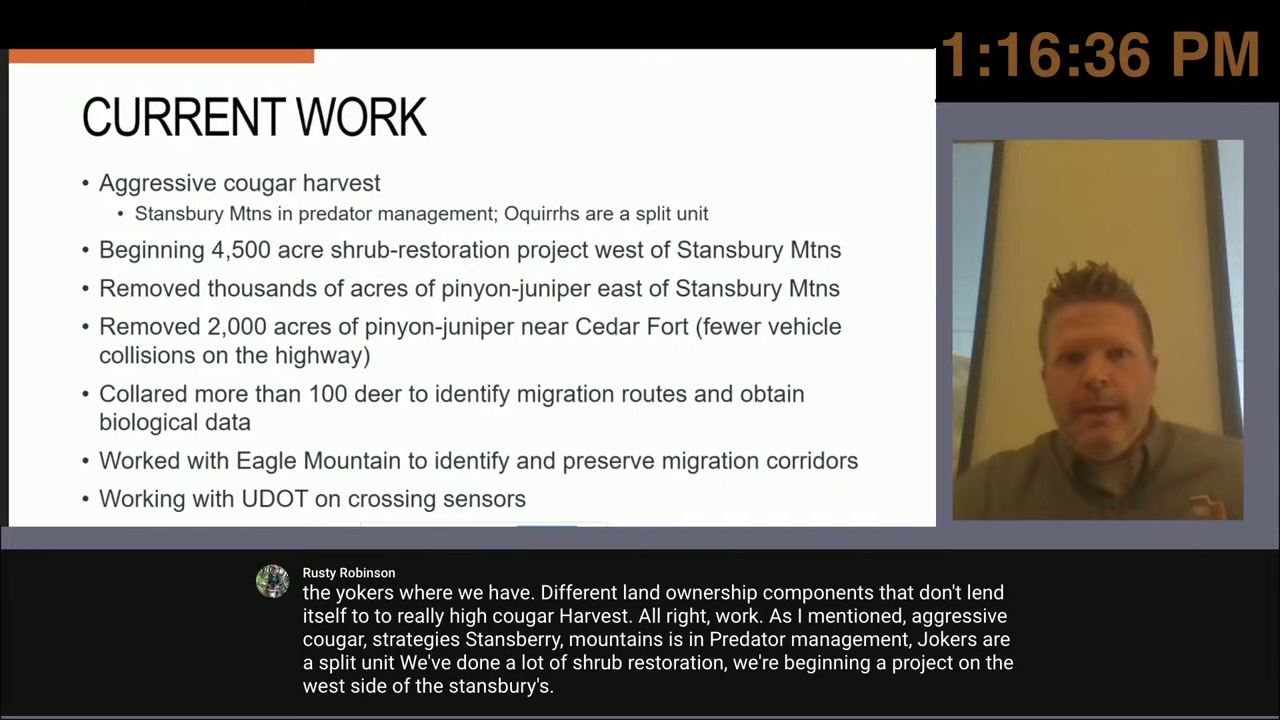 1:16:36 PM
CURRENT WORK
• Aggressive cougar harvest
• Stansbury Mtns in predator management; Oquirrhs are a split unit
• Beginning 4,500 acre shrub-restoration project west of Stansbury Mtns
• Removed thousands of acres of pinyon-juniper east of Stansbury Mtns
• Removed 2,000 acres of pinyon-juniper near Cedar Fort (fewer vehicle
collisions on the highway)
• Collared more than 100 deer to identify migration routes and obtain
biological data
• Worked with Eagle Mountain to identify and preserve migration corridors
• Working with UDOT on crossing sensors
Rusty Robinson
the yokers where we have. Different land ownership components that don't lend
itself to to really high cougar Harvest. All right, work. As I mentioned, aggressive
cougar, strategies Stansberry, mountains is in Predator management, Jokers are
a split unit We've done a lot of shrub restoration, we're beginning a project on the
west side of the stansbury's.